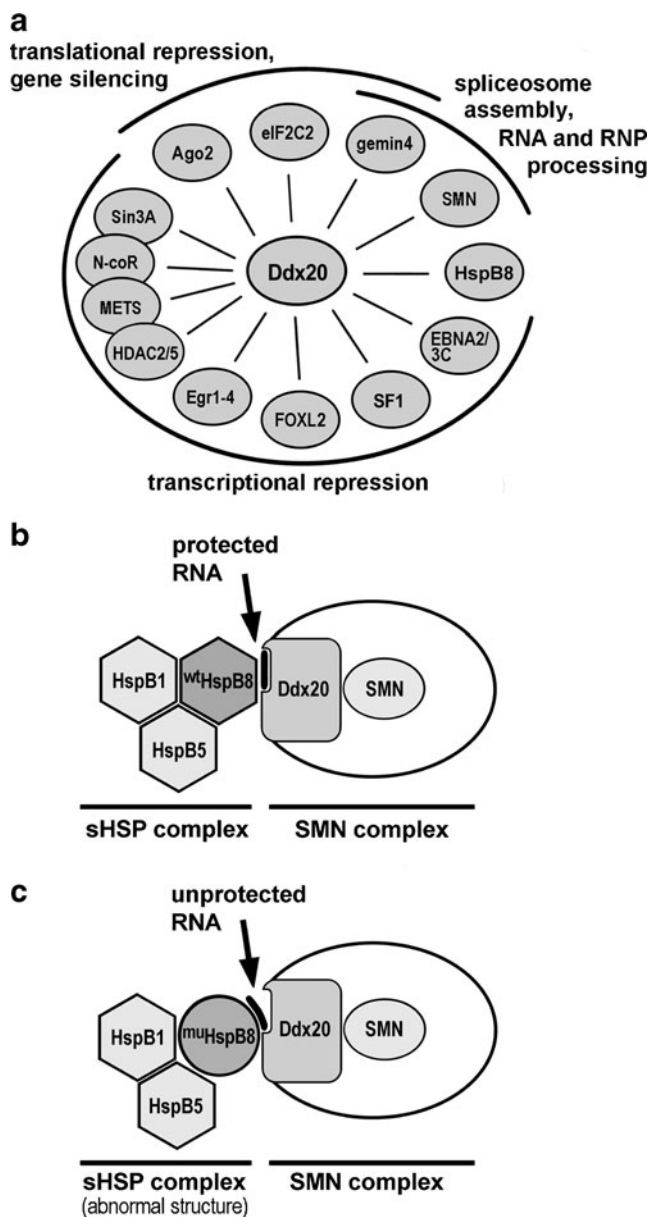 a
translational repression,
gene silencing
spliceosome
assembly,
RNA and RNP
processing
eIF2C2
gemin4
Ago2
SMN
Sin3A
N-coR
Ddx20
HspB8
METS
HDAC2/5
EBNA2/
3C
Egr1-4
FOXL2
SF1
transcriptional repression
b
protected
RNA
HspB1
wtHspB8
Ddx20
SMN
HspB5
sHSP complex
SMN complex
c
unprotected
RNA
HspB1
muHspB8
Ddx20
SMN
HspB5
sHSP complex
(abnormal structure)
SMN complex